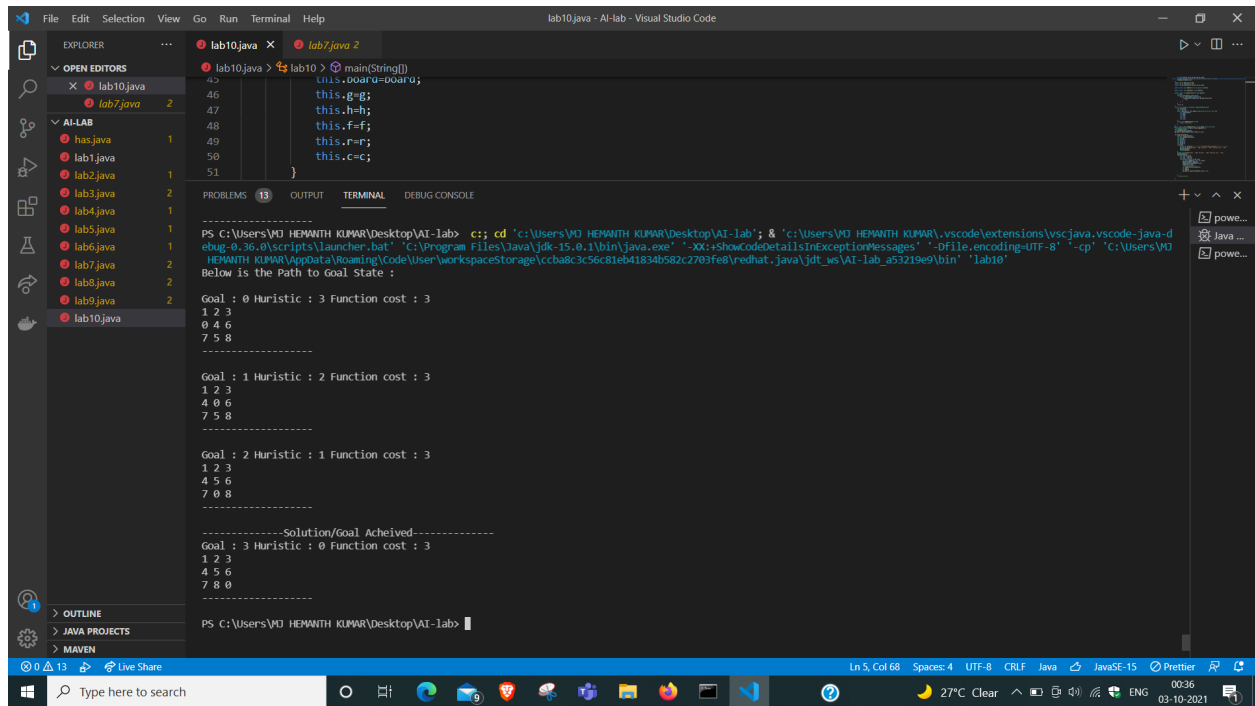 File Edit Selection View Go Run Terminal Help
lab10.java - AI-lab - Visual Studio Code
EXPLORER
OPEN EDITORS
lab10.java
lab7.java 2
AI-LAB
has.java 1
lab1.java
lab2.java 1
lab3.java 2
lab4.java 1
lab5.java 1
lab6.java 1
lab7.java 2
lab8.java 2
lab9.java 2
lab10.java
OUTLINE
JAVA PROJECTS
MAVEN
lab10.java lab7.java 2
lab10.java > lab10 > main(String[])
45 this.board=board;
46 this.g=g;
47 this.h=h;
48 this.f=f;
49 this.r=r;
50 this.c=c;
51 }
PROBLEMS 13 OUTPUT TERMINAL DEBUG CONSOLE
powe...
Java ...
powe...
-------------------
PS C:\Users\MJ HEMANTH KUMAR\Desktop\AI-lab> c:; cd 'c:\Users\MJ HEMANTH KUMAR\Desktop\AI-lab'; & 'c:\Users\MJ HEMANTH KUMAR\.vscode\extensions\vscjava.vscode-java-d
ebug-0.36.0\scripts\launcher.bat' 'C:\Program Files\Java\jdk-15.0.1\bin\java.exe' '-XX:+ShowCodeDetailsInExceptionMessages' '-Dfile.encoding=UTF-8' '-cp' 'C:\Users\MJ
HEMANTH KUMAR\AppData\Roaming\Code\User\workspaceStorage\ccba8c3c56c81eb41834b582c2703fe8\redhat.java\jdt_ws\AI-lab_a53219e9\bin' 'lab10'
Below is the Path to Goal State :
Goal : 0 Huristic : 3 Function cost : 3
1 2 3
0 4 6
7 5 8
-------------------
Goal : 1 Huristic : 2 Function cost : 3
1 2 3
4 0 6
7 5 8
-------------------
Goal : 2 Huristic : 1 Function cost : 3
1 2 3
4 5 6
7 0 8
-------------------
--------------Solution/Goal Acheived--------------
Goal : 3 Huristic : 0 Function cost : 3
1 2 3
4 5 6
7 8 0
-------------------
PS C:\Users\MJ HEMANTH KUMAR\Desktop\AI-lab>
0 13 Live Share
Ln 5, Col 68 Spaces: 4 UTF-8 CRLF Java JavaSE-15 Prettier
Type here to search
9
27°C Clear ENG
00:36
03-10-2021
1